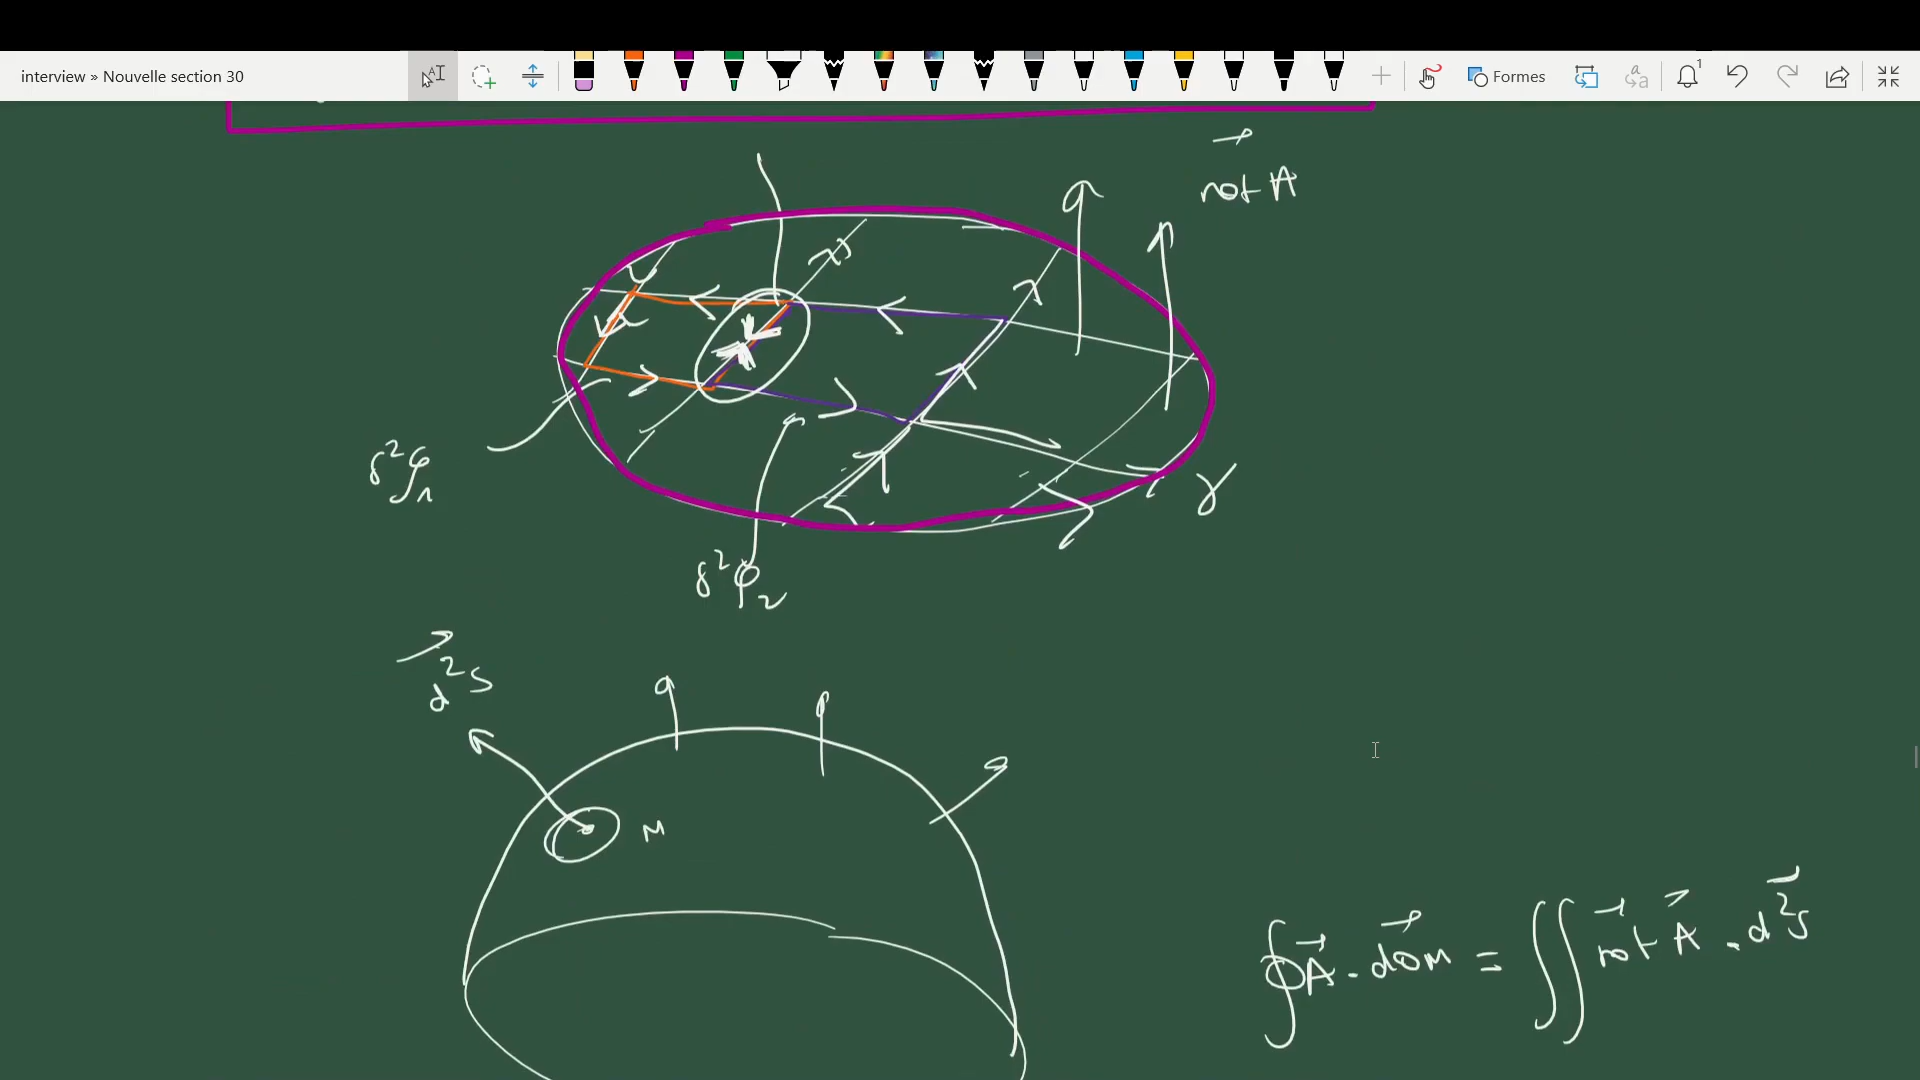 interview » Nouvelle section 30
Formes
rot A
δ²φ₁
γ
δ²φ₂
d²S
M
∮A⃗ . dOM⃗ = ∬ rot⃗ A⃗ . d²S⃗